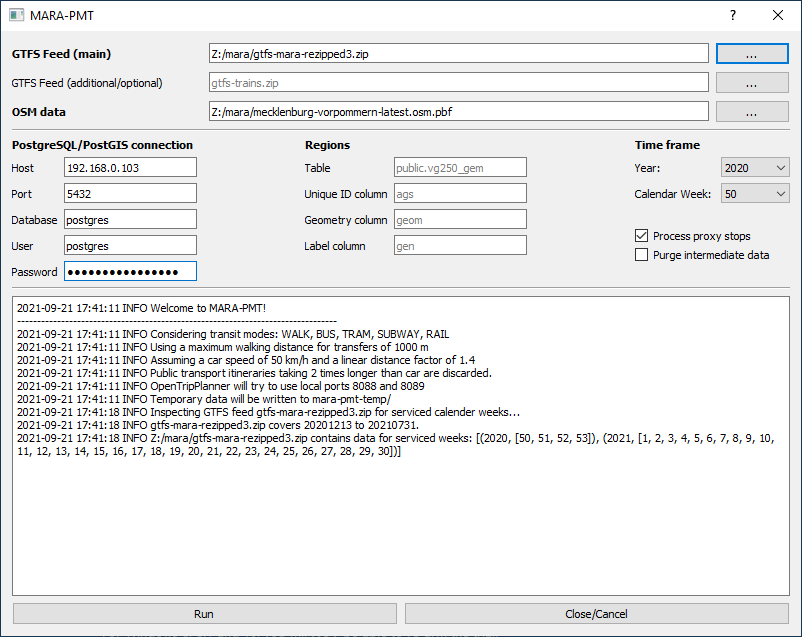 MARA-PMT ?
GTFS Feed (main) Z:/mara/gtfs-mara-rezipped3.zip ...
GTFS Feed (additional/optional) gtfs-trains.zip ...
OSM data Z:/mara/mecklenburg-vorpommern-latest.osm.pbf ...
PostgreSQL/PostGIS connection Regions Time frame
Host 192.168.0.103 Table public.vg250_gem Year: 2020
Port 5432 Unique ID column ags Calendar Week: 50
Database postgres Geometry column geom
User postgres Label column gen Process proxy stops
Password ●●●●●●●●●●●●●●●● Purge intermediate data
2021-09-21 17:41:11 INFO Welcome to MARA-PMT!
--------------------------------------------------------------------------------
2021-09-21 17:41:11 INFO Considering transit modes: WALK, BUS, TRAM, SUBWAY, RAIL
2021-09-21 17:41:11 INFO Using a maximum walking distance for transfers of 1000 m
2021-09-21 17:41:11 INFO Assuming a car speed of 50 km/h and a linear distance factor of 1.4
2021-09-21 17:41:11 INFO Public transport itineraries taking 2 times longer than car are discarded.
2021-09-21 17:41:11 INFO OpenTripPlanner will try to use local ports 8088 and 8089
2021-09-21 17:41:11 INFO Temporary data will be written to mara-pmt-temp/
2021-09-21 17:41:18 INFO Inspecting GTFS feed gtfs-mara-rezipped3.zip for serviced calender weeks...
2021-09-21 17:41:18 INFO gtfs-mara-rezipped3.zip covers 20201213 to 20210731.
2021-09-21 17:41:18 INFO Z:/mara/gtfs-mara-rezipped3.zip contains data for serviced weeks: [(2020, [50, 51, 52, 53]), (2021, [1, 2, 3, 4, 5, 6, 7, 8, 9, 10,
11, 12, 13, 14, 15, 16, 17, 18, 19, 20, 21, 22, 23, 24, 25, 26, 27, 28, 29, 30])]
Run Close/Cancel